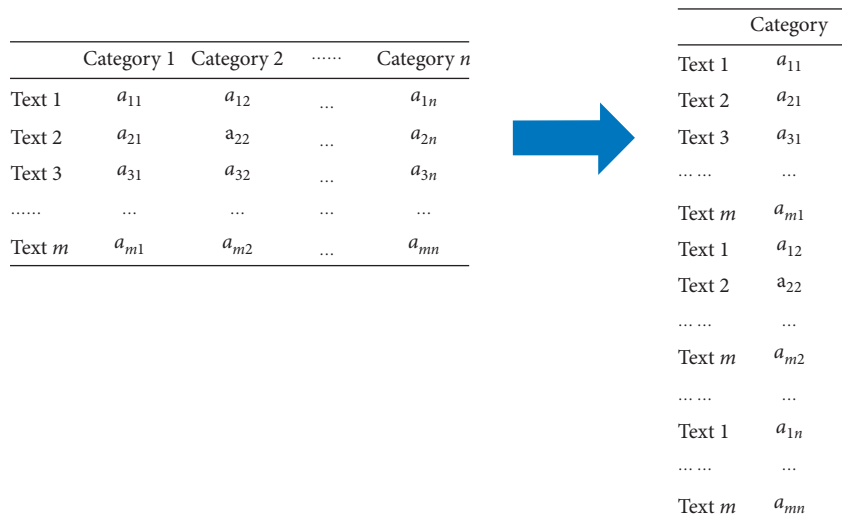 Category 1 Category 2 ...... Category n
Text 1 a11 a12 ... a1n
Text 2 a21 a22 ... a2n
Text 3 a31 a32 ... a3n
...... ... ... ... ...
Text m am1 am2 ... amn
Category
Text 1 a11
Text 2 a21
Text 3 a31
... ... ...
Text m am1
Text 1 a12
Text 2 a22
... ... ...
Text m am2
... ... ...
Text 1 a1n
... ... ...
Text m amn